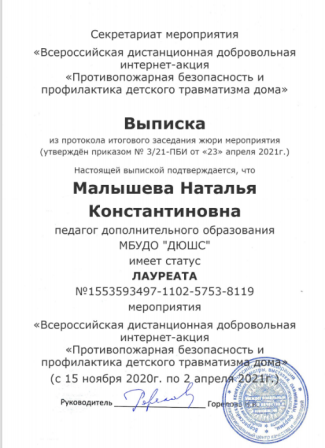 Секретариат мероприятия
«Всероссийская дистанционная добровольная
интернет-акция
«Противопожарная безопасность и
профилактика детского травматизма дома»
Выписка
из протокола итогового заседания жюри мероприятия
(утверждён приказом № 3/21-ПБИ от «23» апреля 2021г.)
Настоящей выпиской подтверждается, что
Малышева Наталья
Константиновна
педагог дополнительного образования
МБУДО "ДЮШС"
имеет статус
ЛАУРЕАТА
№1553593497-1102-5753-8119
мероприятия
«Всероссийская дистанционная добровольная
интернет-акция
«Противопожарная безопасность и
профилактика детского травматизма дома»
(с 15 ноября 2020г. по 2 апреля 2021г.)
Руководитель